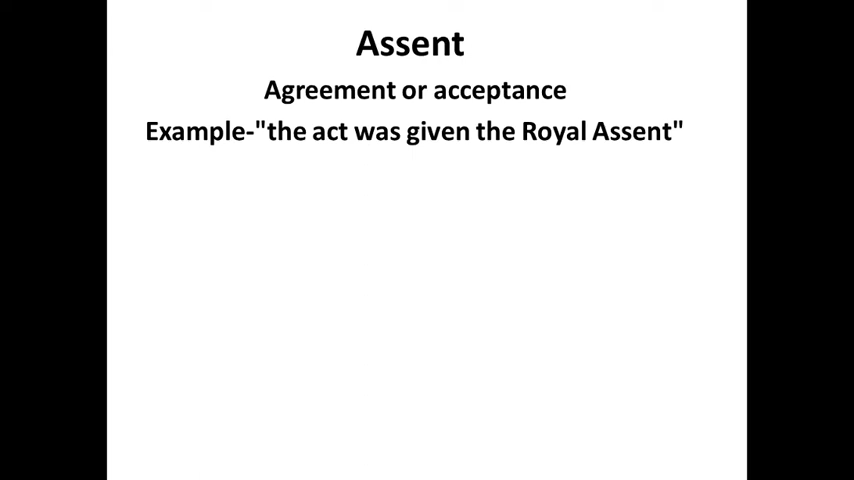 Assent
Agreement or acceptance
Example-"the act was given the Royal Assent"